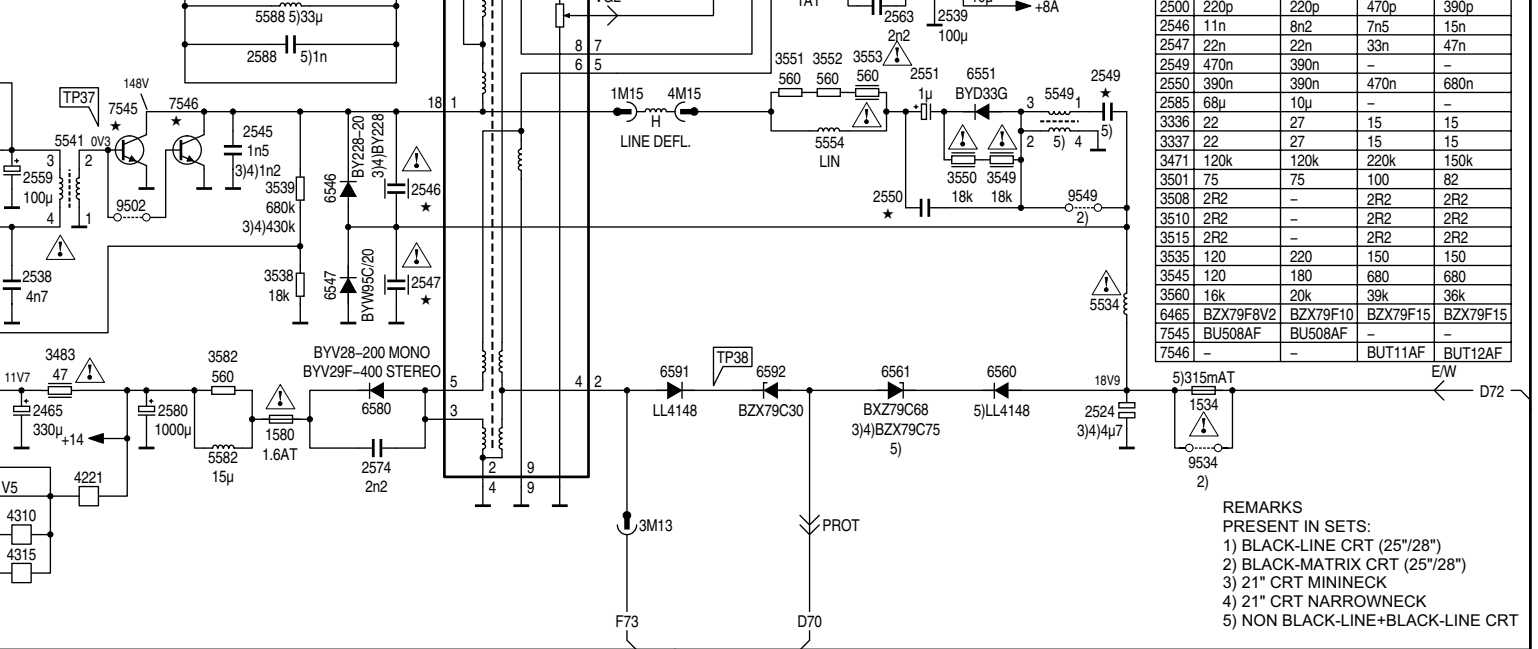 5588 5)33µ
2588 5)1n
2563
2n2
2539
100µ
+8A
8 7
6 5
18 1
148V
TP37
7545
★
7546
★
5541
0V3
3 2
4 1
2559
100µ
9502
2545
1n5
3)4)1n2
3539
680k
3)4)430k
6546
BY228-20
3)4)BY228
2546
★
2538
4n7
3538
18k
6547
BYW95C/20
2547
★
1M15
H
4M15
LINE DEFL.
3551
560
3552
560
3553
560
5554
LIN
2551
1µ
6551
BYD33G
3550
18k
3549
18k
2550
★
3 5549 1
2 5) 4
2549
★
5)
9549
2)
5534
11V7
3483
47
2465
330µ
+14
2580
1000µ
3582
560
5582
15µ
1580
1.6AT
BYV28-200 MONO
BYV29F-400 STEREO
6580
2574
2n2
5
3
2
4
9
9
4 2
V5
4221
4310
4315
6591
LL4148
TP38
6592
BZX79C30
6561
BXZ79C68
3)4)BZX79C75
5)
6560
5)LL4148
18V9
2524
3)4)4µ7
5)315mAT
1534
9534
2)
E/W
D72
3M13
PROT
F73
D70
2500 220p 220p 470p 390p
2546 11n 8n2 7n5 15n
2547 22n 22n 33n 47n
2549 470n 390n – –
2550 390n 390n 470n 680n
2585 68µ 10µ – –
3336 22 27 15 15
3337 22 27 15 15
3471 120k 120k 220k 150k
3501 75 75 100 82
3508 2R2 – 2R2 2R2
3510 2R2 – 2R2 2R2
3515 2R2 – 2R2 2R2
3535 120 220 150 150
3545 120 180 680 680
3560 16k 20k 39k 36k
6465 BZX79F8V2 BZX79F10 BZX79F15 BZX79F15
7545 BU508AF BU508AF – –
7546 – – BUT11AF BUT12AF
REMARKS
PRESENT IN SETS:
1) BLACK-LINE CRT (25"/28")
2) BLACK-MATRIX CRT (25"/28")
3) 21" CRT MININECK
4) 21" CRT NARROWNECK
5) NON BLACK-LINE+BLACK-LINE CRT